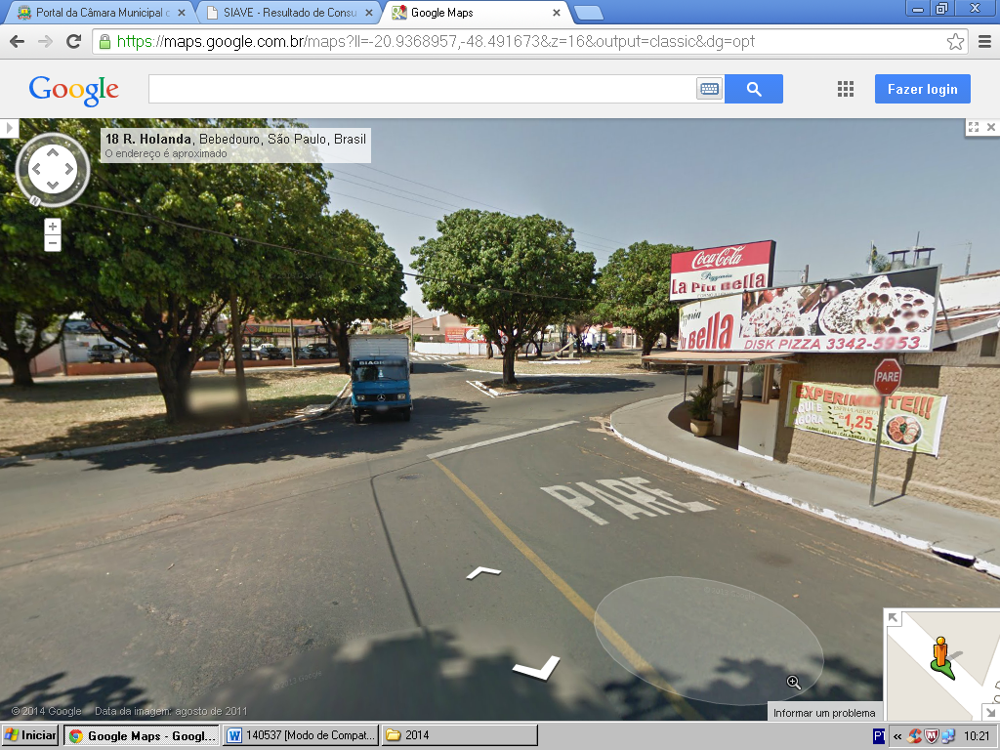 Portal da Câmara Municipal
SIAVE - Resultado de Consu
Google Maps
https://maps.google.com.br/maps?ll=-20.9368957,-48.491673&z=16&output=classic&dg=opt
Google
Fazer login
18 R. Holanda, Bebedouro, São Paulo, Brasil
O endereço é aproximado
N
Coca-Cola
Pizzaria
La Piu Bella
Bella
DISK PIZZA 3342-5953
PARE
EXPERIMENTE!!!
AGORA
1,25
PARE
© 2014 Google
Data da imagem: agosto de 2011
Informar um problema
Iniciar
Google Maps - Googl...
140537 [Modo de Compat...
2014
PT
10:21